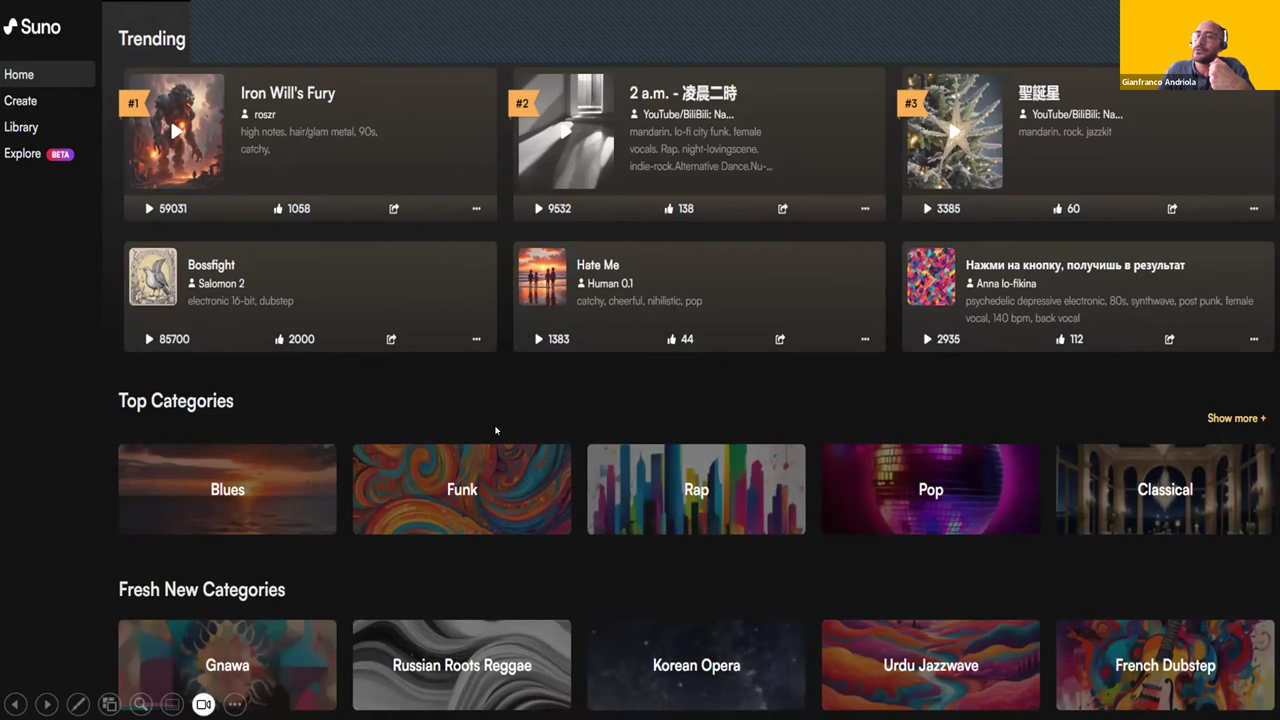 Suno
Home
Create
Library
Explore BETA
Trending
Gianfranco Andriola
#1
Iron Will's Fury
roszr
high notes, hair/glam metal, 90s,
catchy,
59031 1058
#2
2 a.m. - 凌晨二時
YouTube/BiliBili: Na...
mandarin. lo-fi city funk. female
vocals. Rap. night-lovingscene.
indie-rock.Alternative Dance.Nu-...
9532 138
#3
聖誕星
YouTube/BiliBili: Na...
mandarin. rock. jazzkit
3385 60
Bossfight
Salomon 2
electronic 16-bit, dubstep
85700 2000
Hate Me
Human 0.1
catchy, cheerful, nihilistic, pop
1383 44
Нажми на кнопку, получишь в результат
Anna lo-fikina
psychedelic depressive electronic, 80s, synthwave, post punk, female
vocal, 140 bpm, back vocal
2935 112
Top Categories
Show more +
Blues
Funk
Rap
Pop
Classical
Fresh New Categories
Gnawa
Russian Roots Reggae
Korean Opera
Urdu Jazzwave
French Dubstep